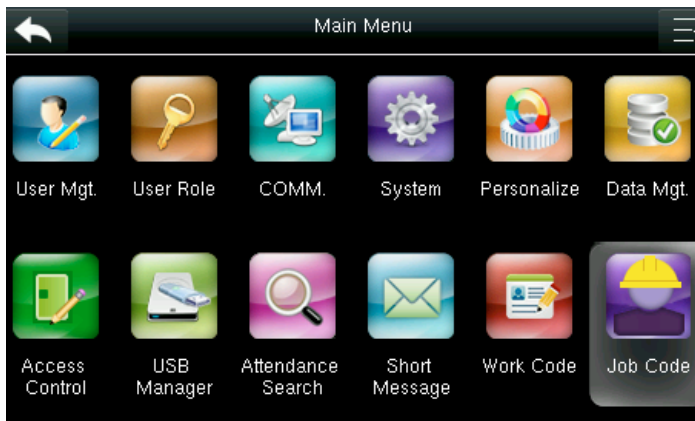 Main Menu
User Mgt.
User Role
COMM.
System
Personalize
Data Mgt.
Access
Control
USB
Manager
Attendance
Search
Short
Message
Work Code
Job Code